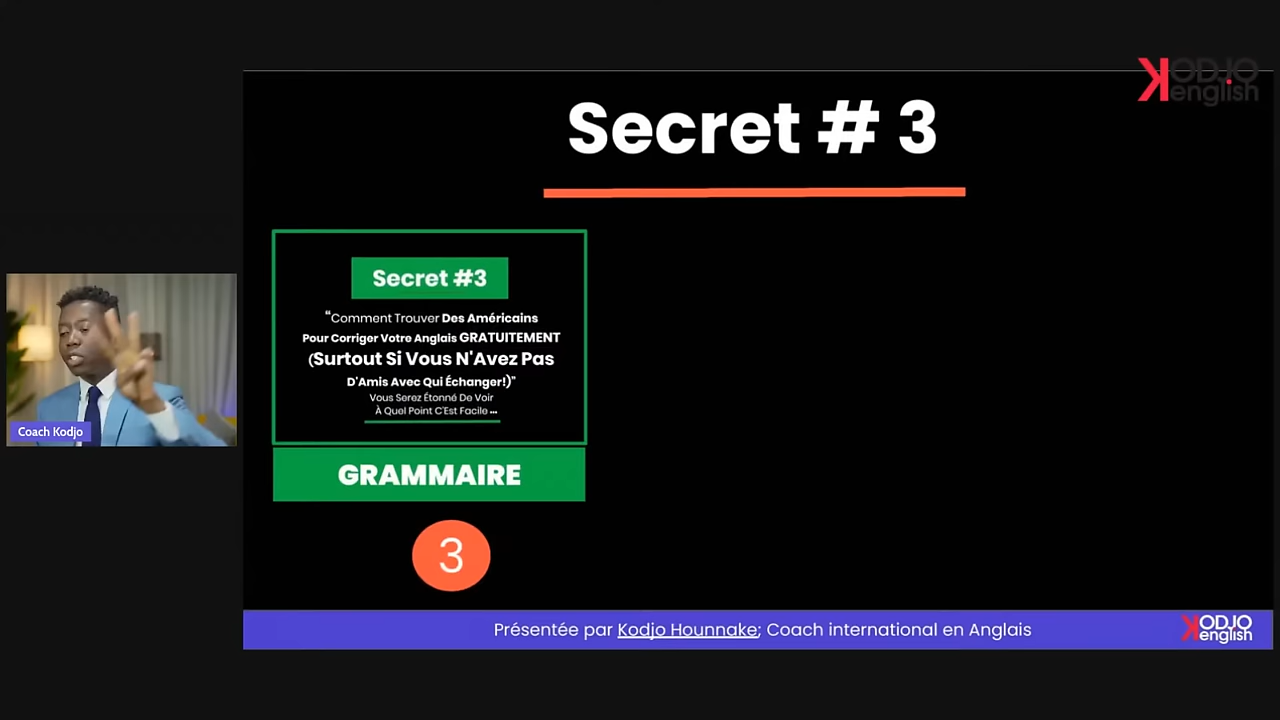 KODJO
english
Secret # 3
Secret #3
“Comment Trouver Des Américains
Pour Corriger Votre Anglais GRATUITEMENT
(Surtout Si Vous N'Avez Pas
D'Amis Avec Qui Échanger!)"
Vous Serez Étonné De Voir
À Quel Point C'Est Facile ...
GRAMMAIRE
3
Coach Kodjo
Présentée par Kodjo Hounnake; Coach international en Anglais
KODJO
english